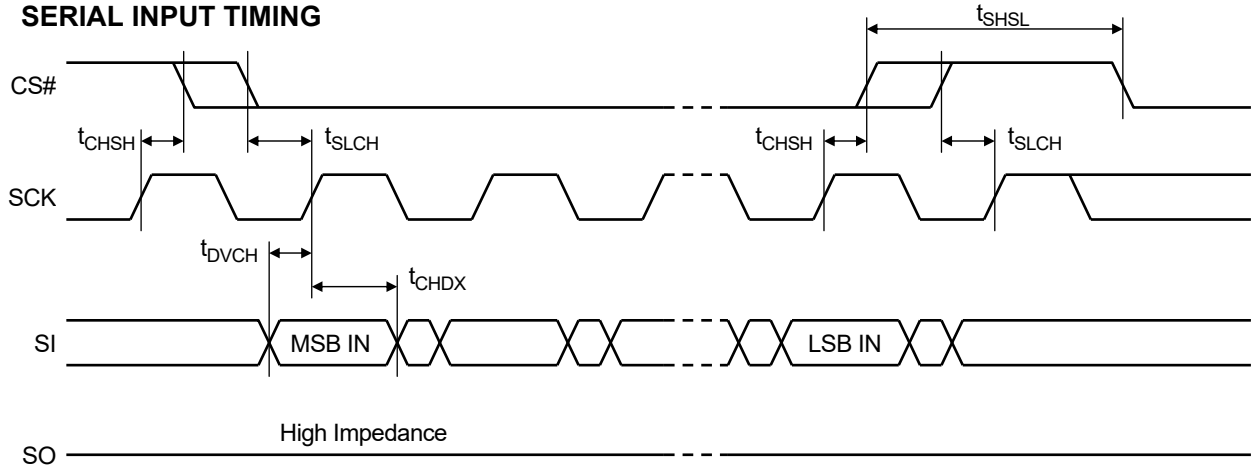 SERIAL INPUT TIMING
tSHSL
CS#
tCHSH
tSLCH
tCHSH
tSLCH
SCK
tDVCH
tCHDX
SI
MSB IN
LSB IN
High Impedance
SO